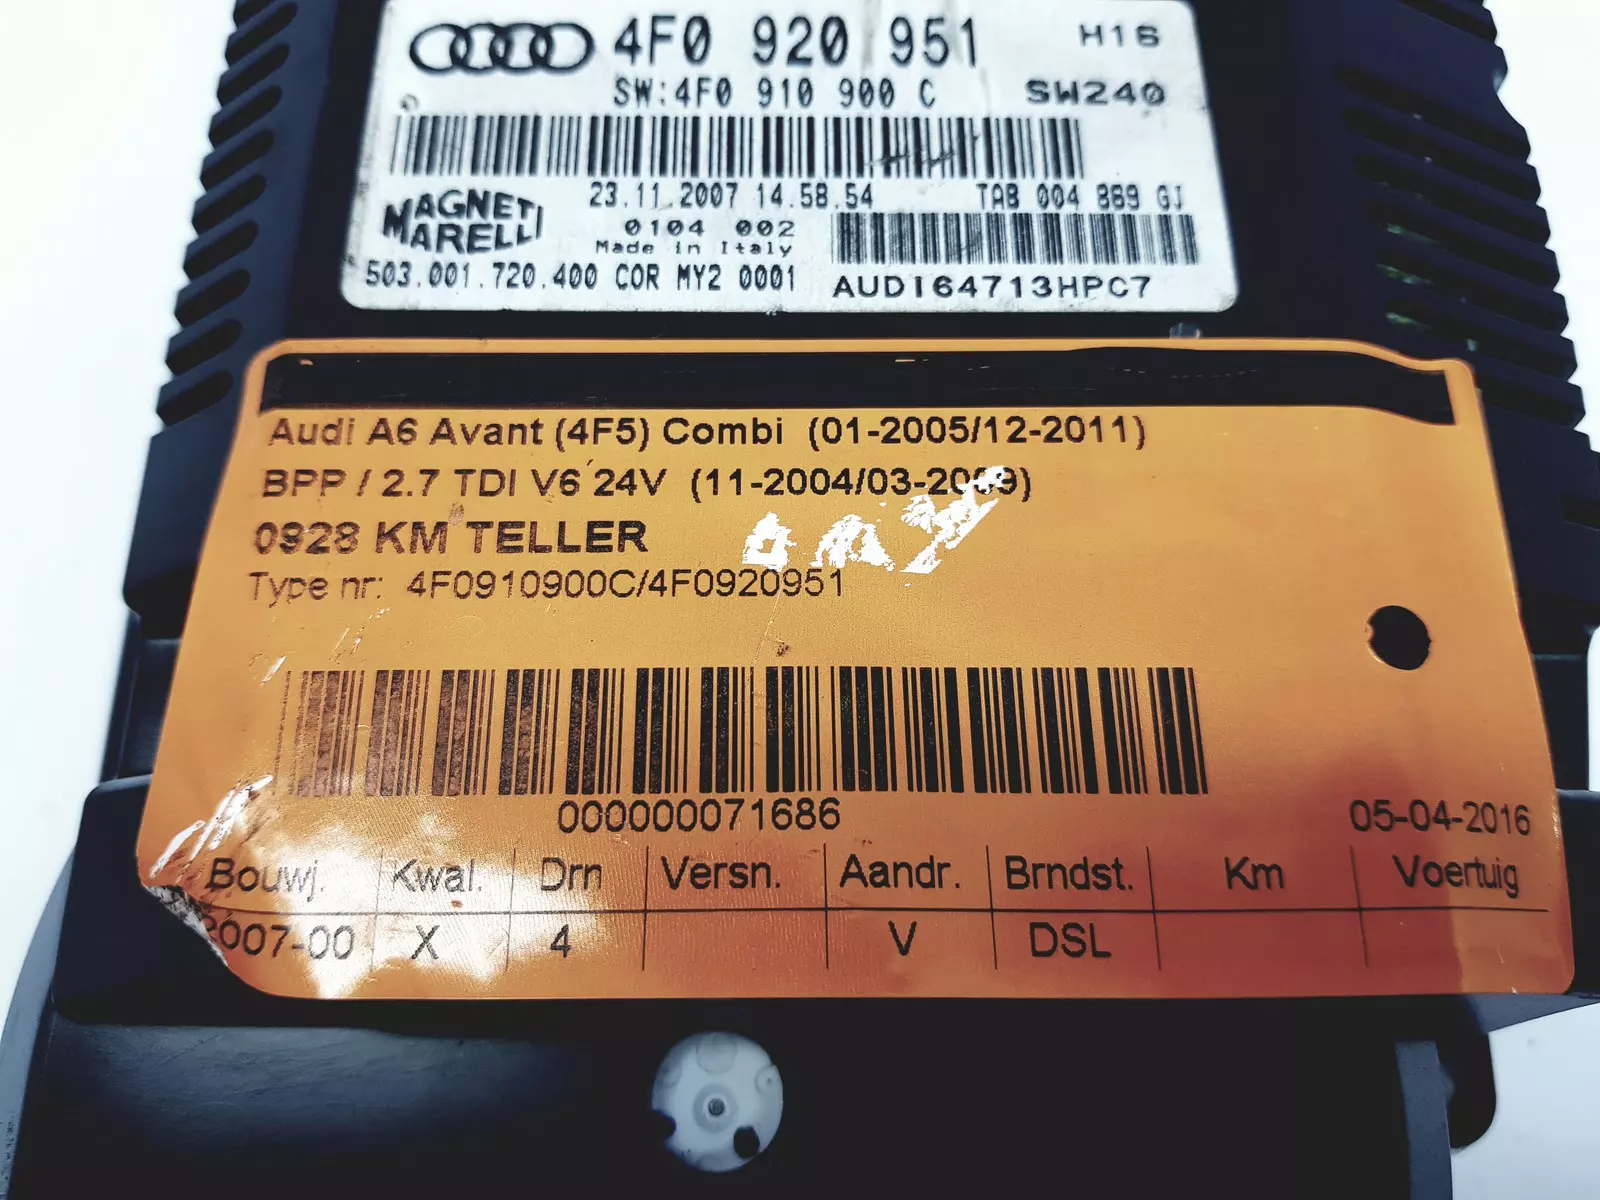 4F0 920 951 H16
SW:4F0 910 900 C SW240
23.11.2007 14.58.54 TAB 004 869 GJ
MAGNETI
MARELLI
0104 002
Made in Italy
503.001.720.400 COR MY2 0001
AUDI64713HPC7
Audi A6 Avant (4F5) Combi (01-2005/12-2011)
BPP / 2.7 TDI V6 24V (11-2004/03-2009)
0928 KM TELLER
Type nr: 4F0910900C/4F0920951
000000071686
05-04-2016
Bouwj. Kwal. Drn Versn. Aandr. Brndst. Km Voertuig
2007-00 X 4 V DSL